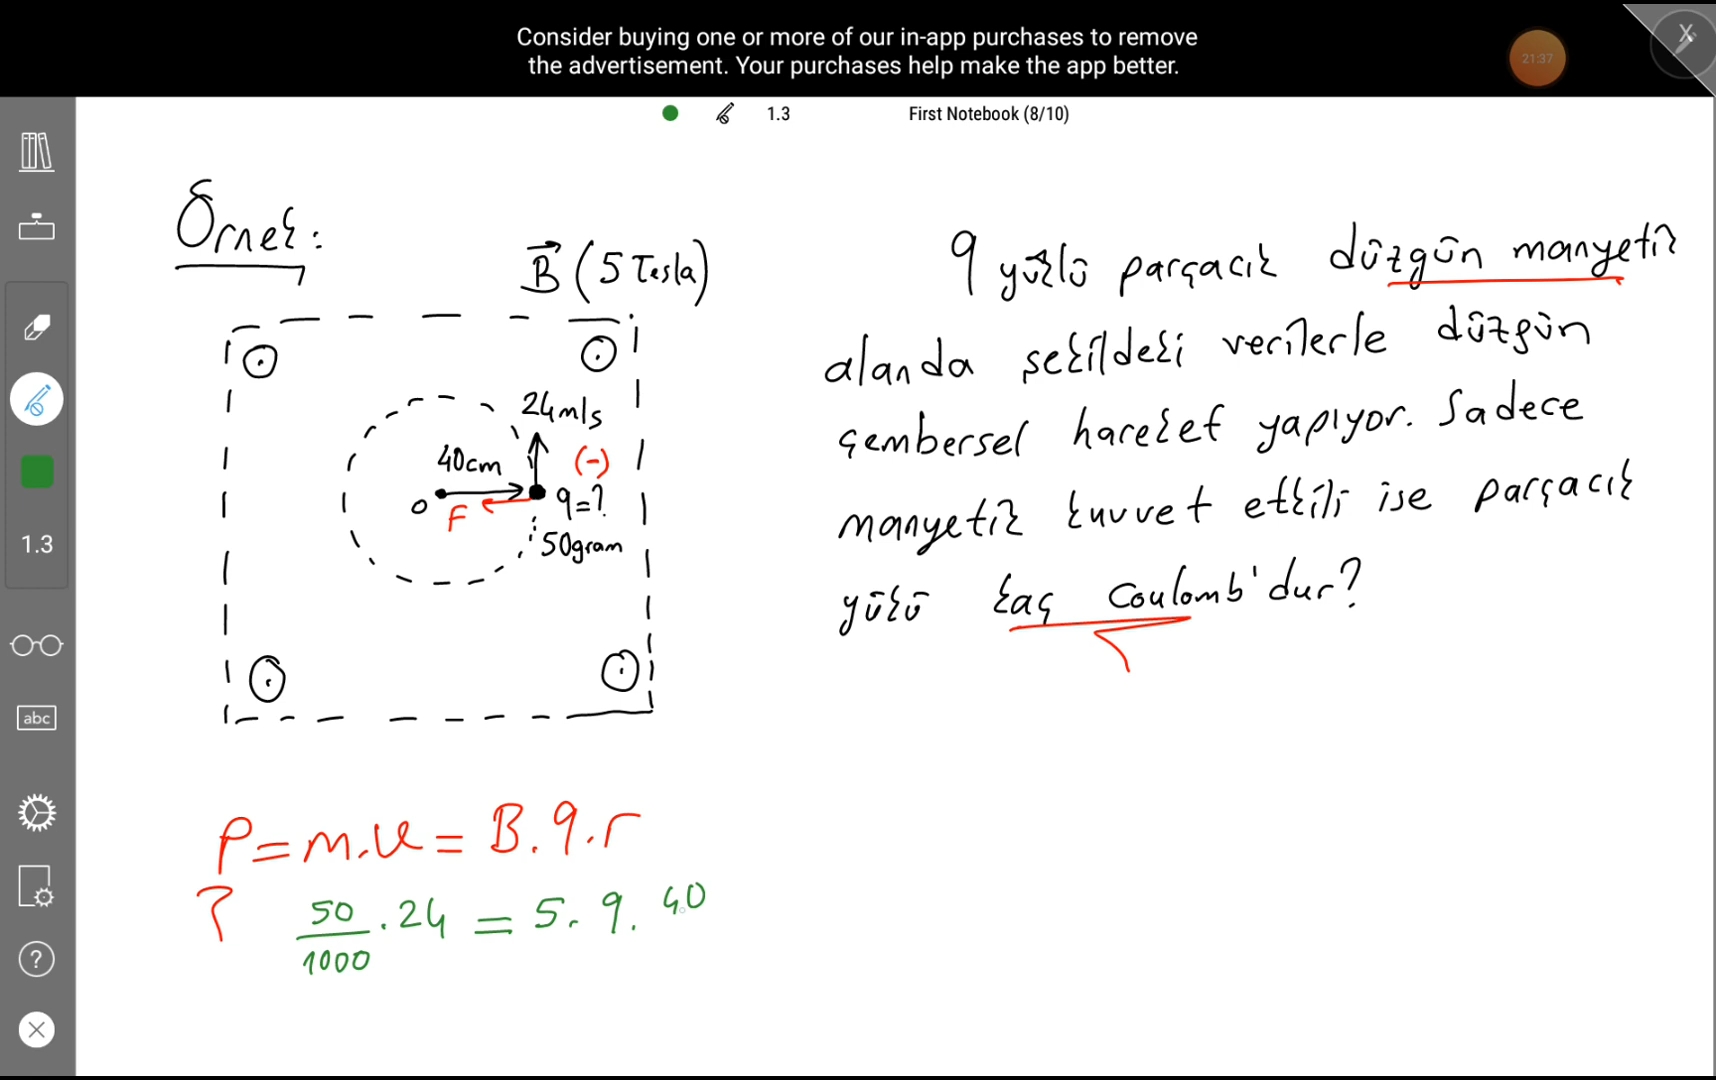 Consider buying one or more of our in-app purchases to remove
the advertisement. Your purchases help make the app better.
21:37
X
1.3
First Notebook (8/10)
Örnek:
B (5 Tesla)
q yüklü parçacık düzgün manyetik
alanda şekildeki verilerle düzgün
çembersel hareket yapıyor. Sadece
manyetik kuvvet etkili ise parçacık
yükü kaç Coulomb'dur?
24m/s
40cm
(-)
O
F
q=?
50gram
1.3
abc
P=m.v=B.q.r
?
50/1000 . 24 = 5. q. 40